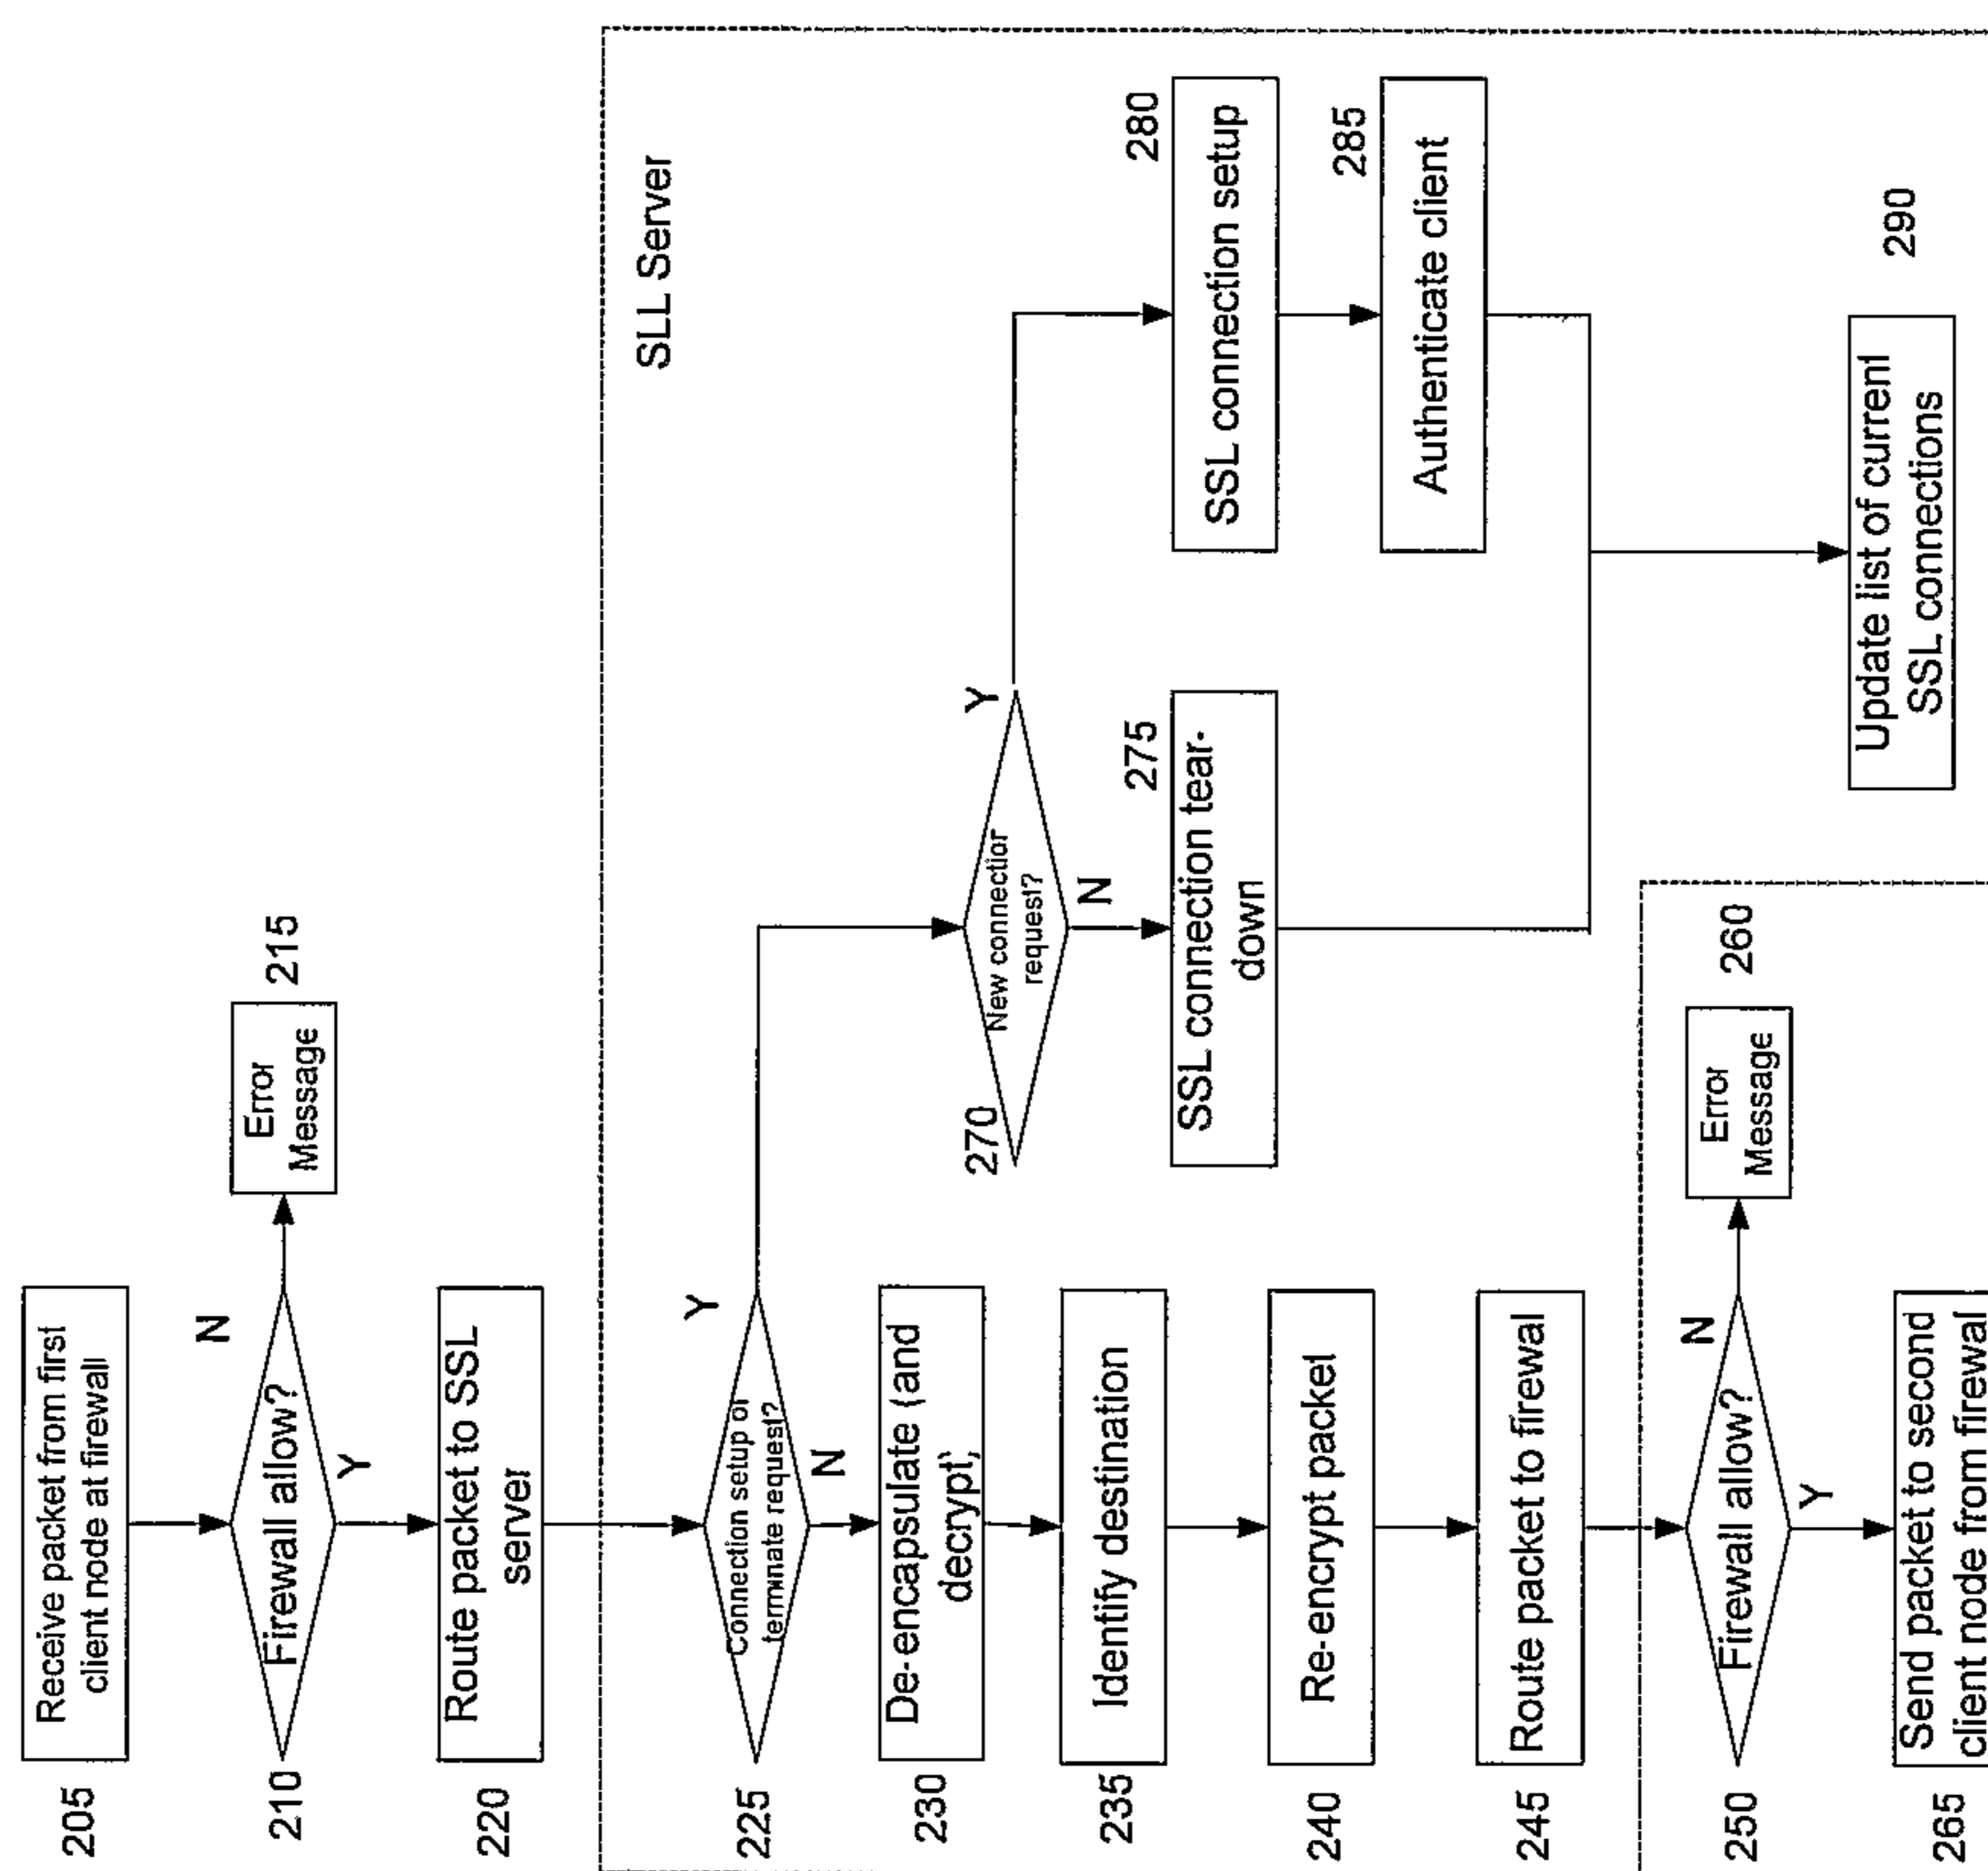 205
Receive packet from first
client node at firewall
210
Firewall allow?
N
Y
Error
Message
215
220
Route packet to SSL
server
SLL Server
225
Connection setup or
terminate request?
Y
N
230
De-encapsulate (and
decrypt)
235
Identify destination
240
Re-encrypt packet
245
Route packet to firewall
250
Firewall allow?
N
Y
Error
Message
260
265
Send packet to second
client node from firewall
270
New connection
request?
Y
N
275
SSL connection tear-
down
280
SSL connection setup
285
Authenticate client
290
Update list of current
SSL connections